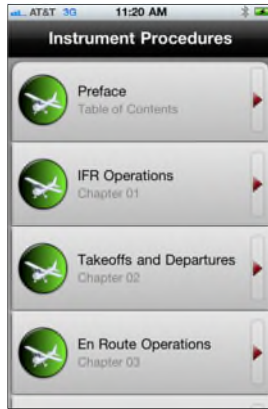 AT&T 3G 11:20 AM
Instrument Procedures
Preface
Table of Contents
IFR Operations
Chapter 01
Takeoffs and Departures
Chapter 02
En Route Operations
Chapter 03